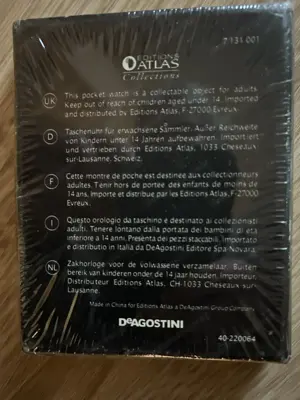 7 131 001
EDITIONS
ATLAS
Collections
UK This pocket watch is a collectable object for adults.
Keep out of reach of children aged under 14. Imported
and distributed by Editions Atlas, F-27000 Evreux.
D Taschenuhr für erwachsene Sammler. Außer Reichweite
von Kindern unter 14 Jahren aufbewahren. Importiert
und vertrieben durch Editions Atlas, 1033 Cheseaux-
sur-Lausanne, Schweiz.
F Cette montre de poche est destinée aux collectionneurs
adultes. Tenir hors de portée des enfants de moins de
14 ans. Importé et distribué par Editions Atlas, F-27000
Evreux.
I Questo orologio da taschino è destinato ai collezionisti
adulti. Tenere lontano dalla portata dei bambini di età
inferiore a 14 anni. Presenta dei pezzi staccabili. Importato
e distribuito in Italia da DeAgostini Editore Spa Novara.
NL Zakhorloge voor de volwassene verzamelaar. Buiten
bereik van kinderen onder de 14 jaar houden. Importeur/
Distributeur Editions Atlas, CH-1033 Cheseaux-sur-
Lausanne.
Made in China for Editions Atlas a DeAgostini Group Company.
DEAGOSTINI
40-220064